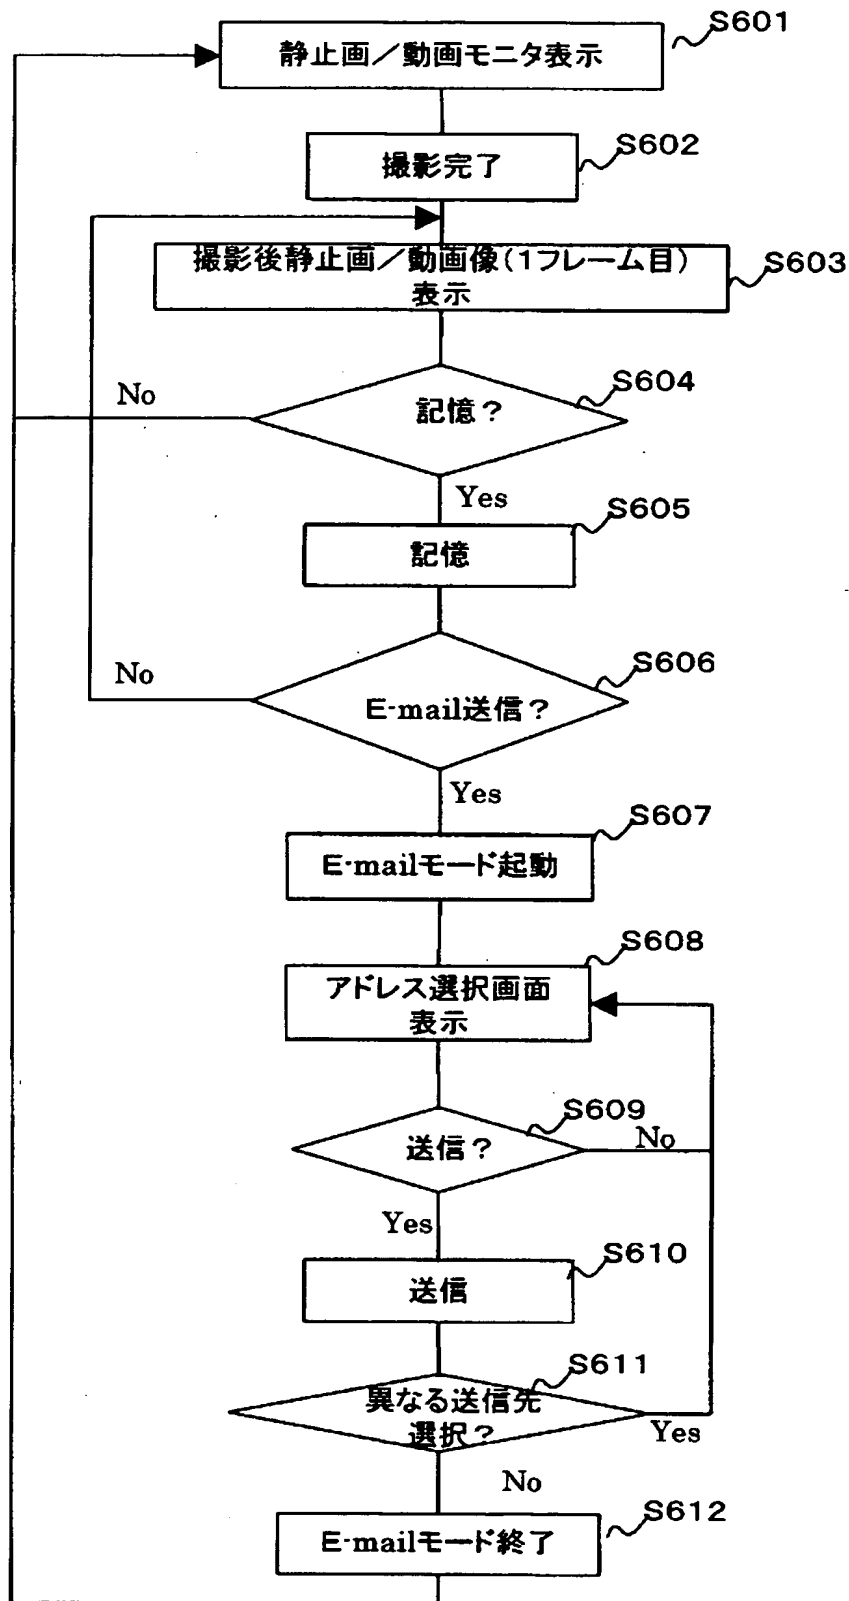 S601
静止画／動画モニタ表示
S602
撮影完了
撮影後静止画／動画像(1フレーム目)
表示
S603
S604
記憶?
No
Yes
S605
記憶
S606
E-mail送信?
No
Yes
S607
E-mailモード起動
S608
アドレス選択画面
表示
S609
送信?
No
Yes
S610
送信
S611
異なる送信先
選択?
Yes
No
S612
E-mailモード終了